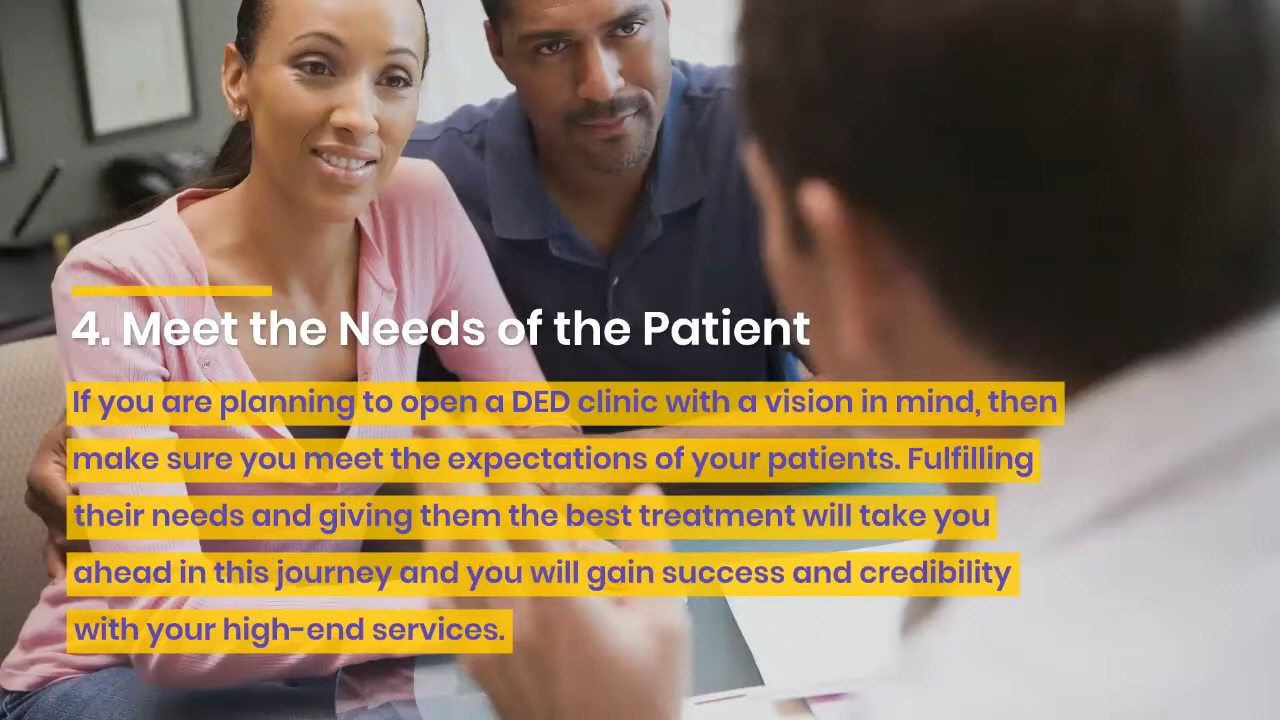 4. Meet the Needs of the Patient
If you are planning to open a DED clinic with a vision in mind, then
make sure you meet the expectations of your patients. Fulfilling
their needs and giving them the best treatment will take you
ahead in this journey and you will gain success and credibility
with your high-end services.